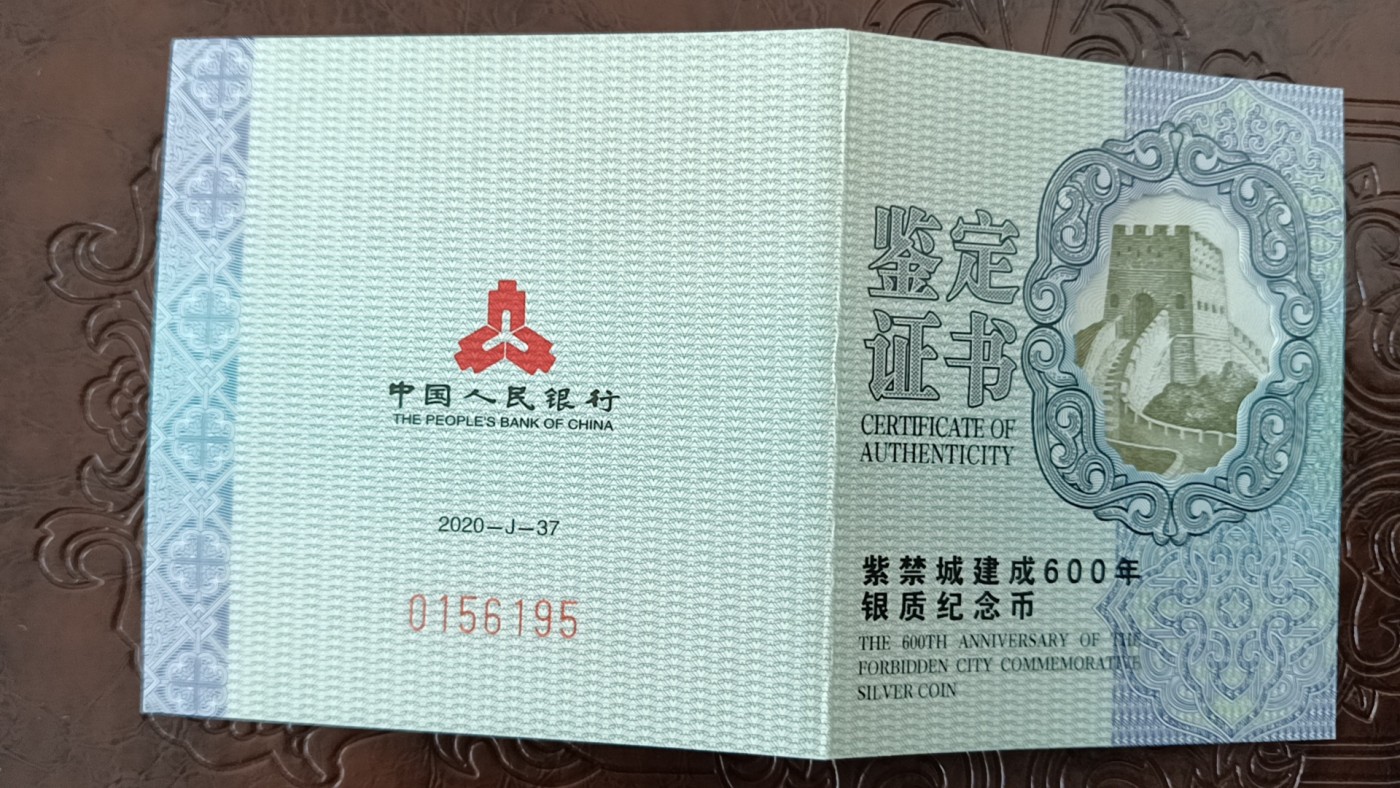 中国人民银行
THE PEOPLE'S BANK OF CHINA
2020—J—37
0156195
鉴定
证书
CERTIFICATE OF
AUTHENTICITY
紫禁城建成600年
银质纪念币
THE 600TH ANNIVERSARY OF THE
FORBIDDEN CITY COMMEMORATIVE
SILVER COIN